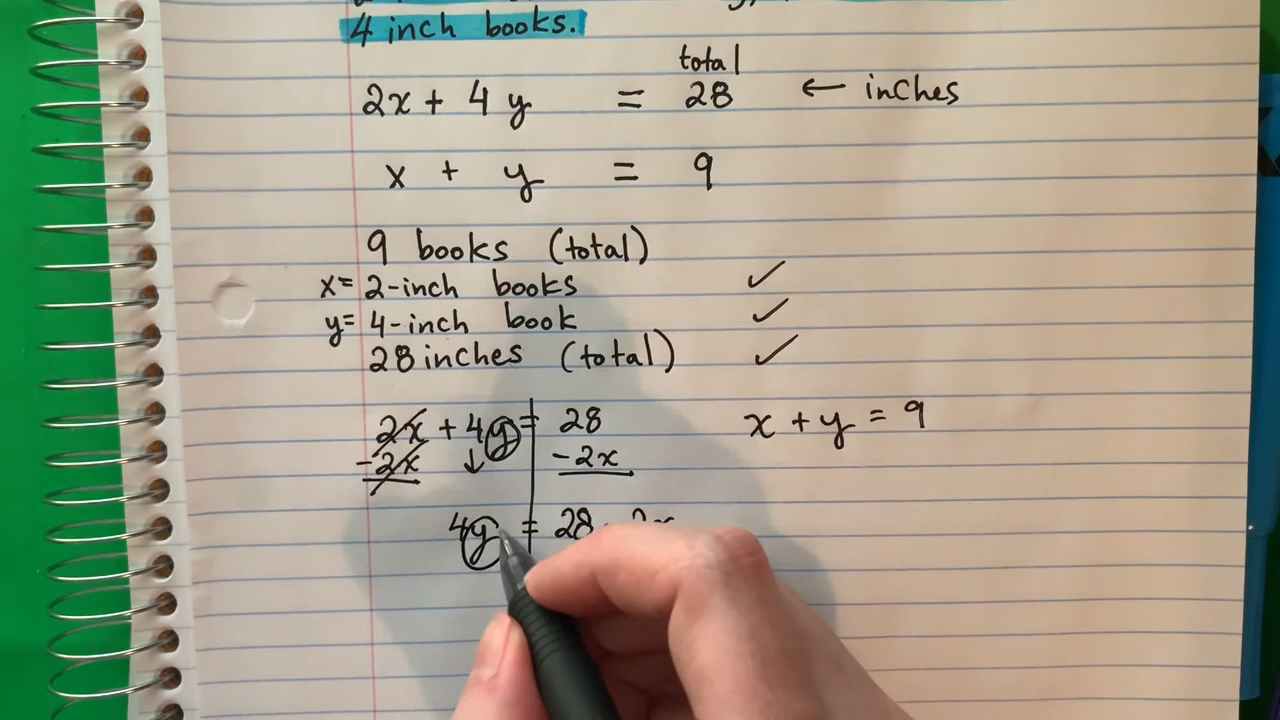 4 inch books.
total
2x + 4y = 28 ← inches
x + y = 9
9 books (total)
x= 2-inch books ✓
y= 4-inch book ✓
28 inches (total) ✓
2x + 4y = 28 x + y = 9
-2x ↓ -2x
4y = 28 - 2x